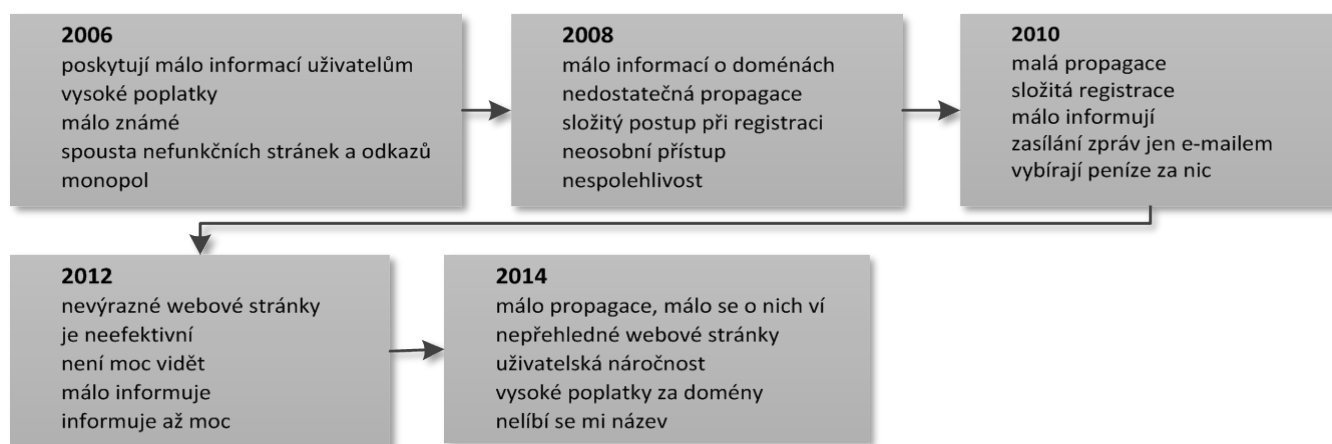 2006
poskytují málo informací uživatelům
vysoké poplatky
málo známé
spousta nefunkčních stránek a odkazů
monopol
2008
málo informací o doménách
nedostatečná propagace
složitý postup při registraci
neosobní přístup
nespolehlivost
2010
malá propagace
složitá registrace
málo informují
zasílání zpráv jen e-mailem
vybírají peníze za nic
2012
nevýrazné webové stránky
je neefektivní
není moc vidět
málo informuje
informuje až moc
2014
málo propagace, málo se o nich ví
nepřehledné webové stránky
uživatelská náročnost
vysoké poplatky za domény
nelíbí se mi název